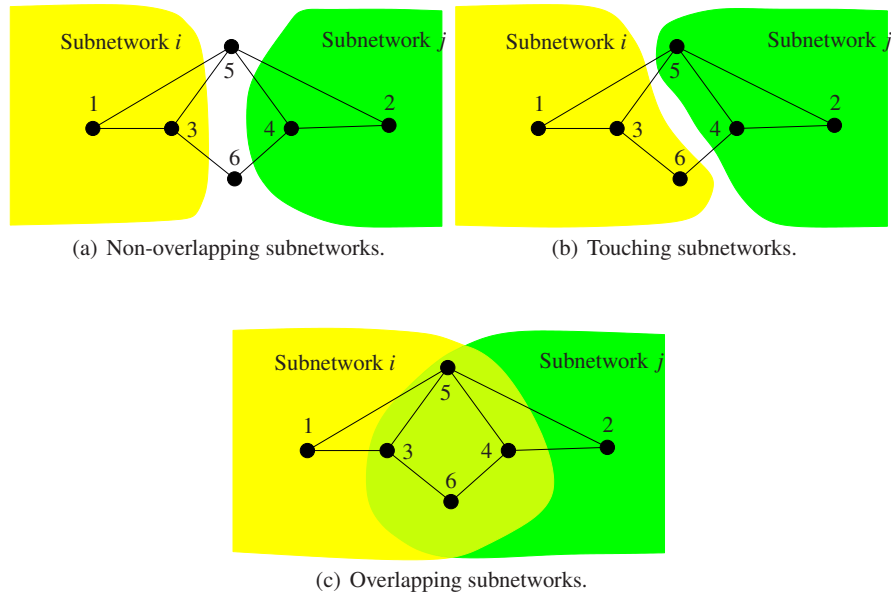 Subnetwork i
Subnetwork j
5
1
2
3
4
6
(a) Non-overlapping subnetworks.
Subnetwork i
Subnetwork j
5
1
2
3
4
6
(b) Touching subnetworks.
Subnetwork i
Subnetwork j
5
1
2
3
4
6
(c) Overlapping subnetworks.